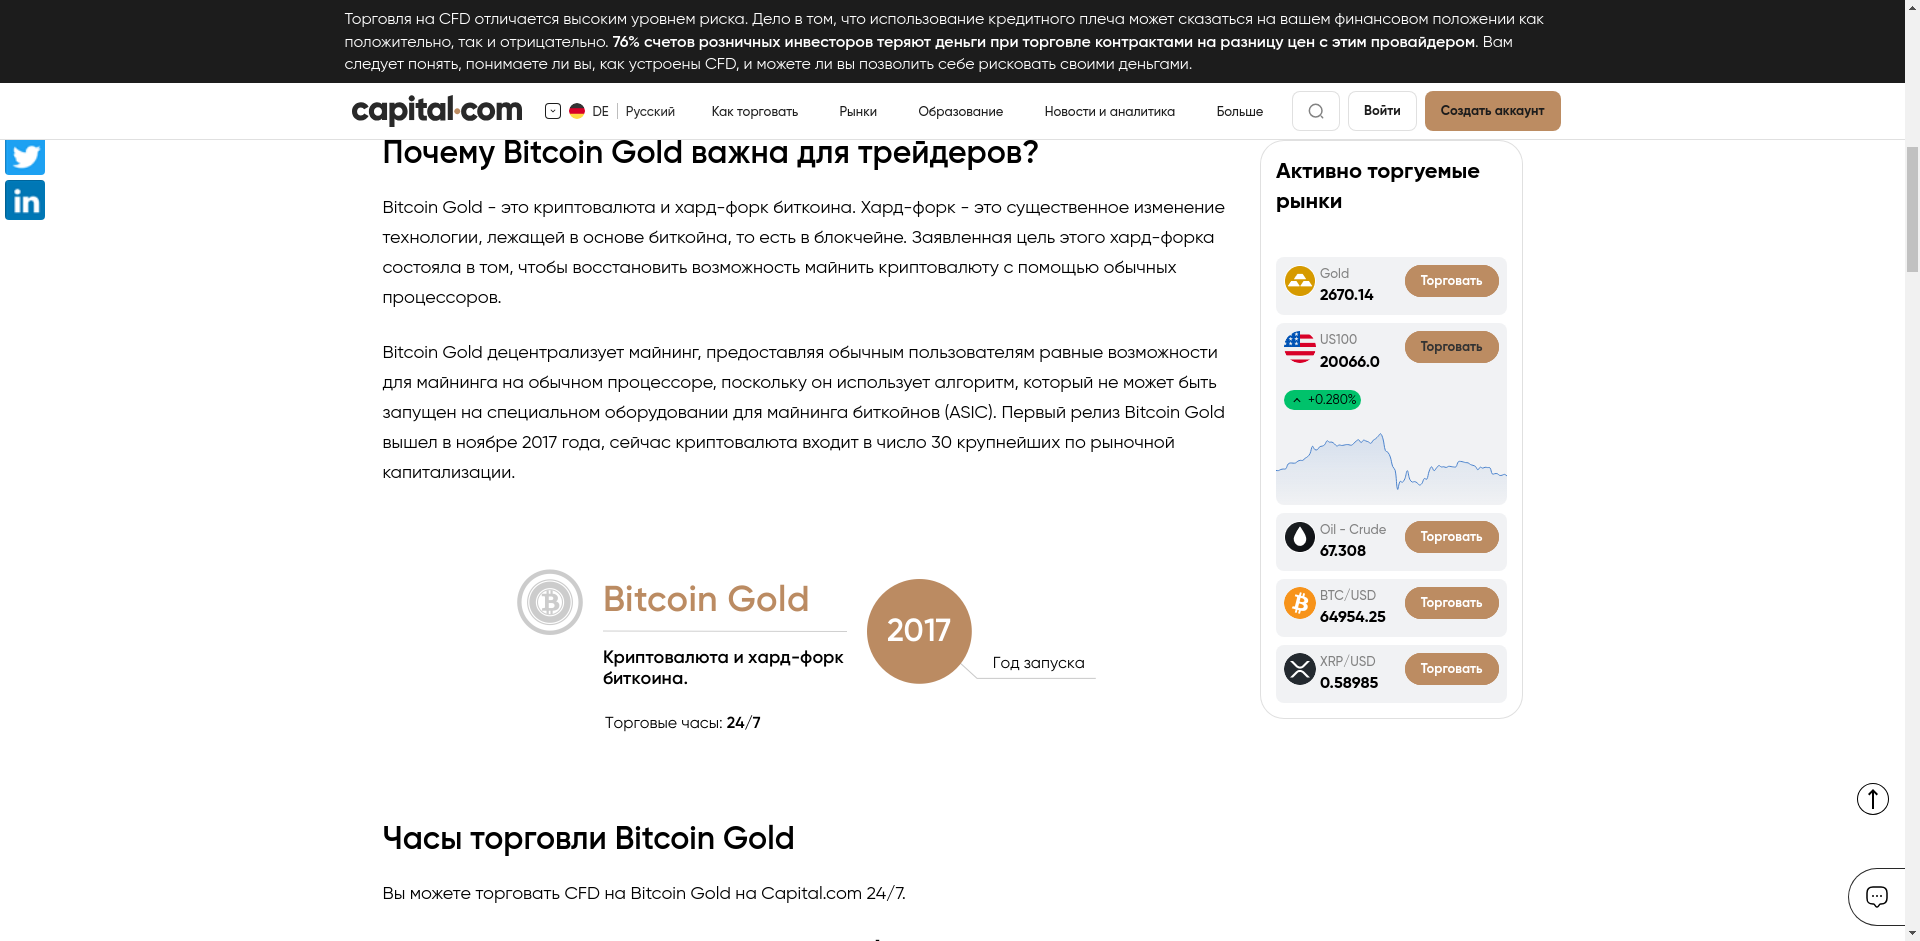 Торговля на CFD отличается высоким уровнем риска. Дело в том, что использование кредитного плеча может сказаться на вашем финансовом положении как
положительно, так и отрицательно. 76% счетов розничных инвесторов теряют деньги при торговле контрактами на разницу цен с этим провайдером. Вам
следует понять, понимаете ли вы, как устроены CFD, и можете ли вы позволить себе рисковать своими деньгами.
capital.com
DE
Русский
Как торговать
Рынки
Образование
Новости и аналитика
Больше
Войти
Создать аккаунт
in
Почему Bitcoin Gold важна для трейдеров?
Bitcoin Gold - это криптовалюта и хард-форк биткоина. Хард-форк - это существенное изменение
технологии, лежащей в основе биткойна, то есть в блокчейне. Заявленная цель этого хард-форка
состояла в том, чтобы восстановить возможность майнить криптовалюту с помощью обычных
процессоров.
Bitcoin Gold децентрализует майнинг, предоставляя обычным пользователям равные возможности
для майнинга на обычном процессоре, поскольку он использует алгоритм, который не может быть
запущен на специальном оборудовании для майнинга биткойнов (ASIC). Первый релиз Bitcoin Gold
вышел в ноябре 2017 года, сейчас криптовалюта входит в число 30 крупнейших по рыночной
капитализации.
Bitcoin Gold
Криптовалюта и хард-форк
биткоина.
Торговые часы: 24/7
2017
Год запуска
Часы торговли Bitcoin Gold
Вы можете торговать CFD на Bitcoin Gold на Capital.com 24/7.
Активно торгуемые
рынки
Gold
2670.14
Торговать
US100
20066.0
Торговать
+0.280%
Oil - Crude
67.308
Торговать
BTC/USD
64954.25
Торговать
XRP/USD
0.58985
Торговать